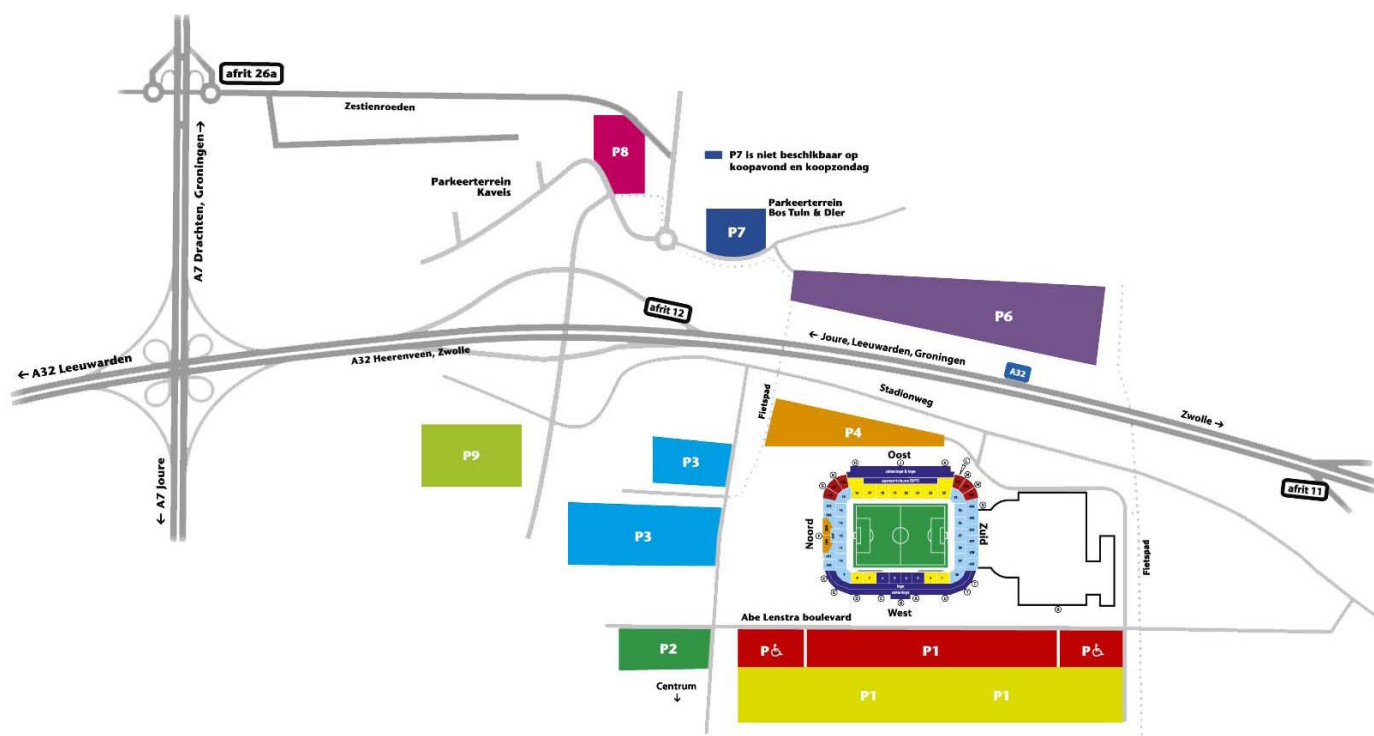 afrit 26a
Zestienroeden
A7 Drachten, Groningen →
P8
P7 is niet beschikbaar op
koopavond en koopzondag
Parkeerterrein
Kavels
Parkeerterrein
Bos Tuin & Dier
P7
P6
afrit 12
← Joure, Leeuwarden, Groningen
← A32 Leeuwarden
A32 Heerenveen, Zwolle
A32
Stadionweg
Fietspad
Zwolle →
P4
P9
P3
Oost
← A7 Joure
afrit 11
P3
Noord
Zuid
Fietspad
West
Abe Lenstra boulevard
P2
P
P1
P
Centrum
↓
P1
P1